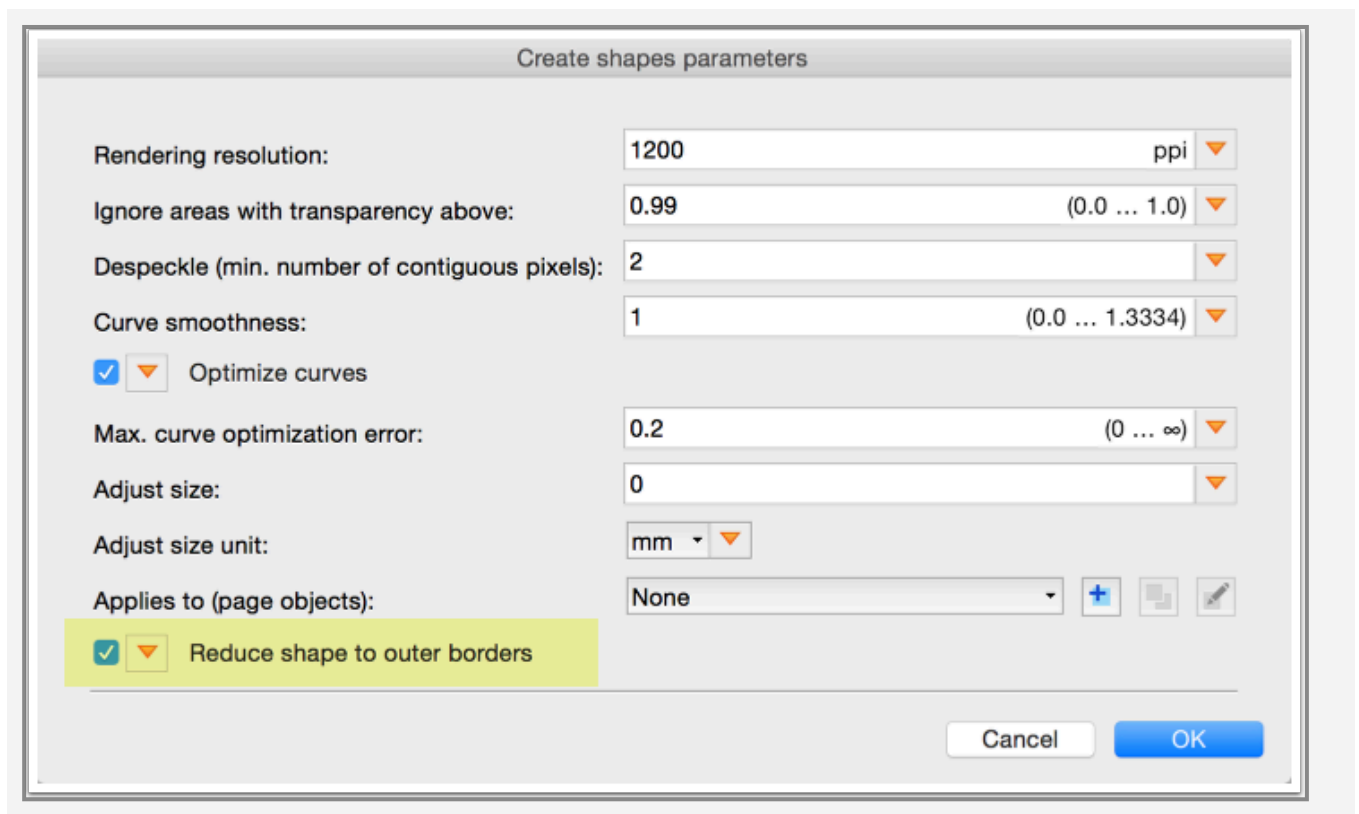 Create shapes parameters
Rendering resolution: 1200 ppi
Ignore areas with transparency above: 0.99 (0.0 ... 1.0)
Despeckle (min. number of contiguous pixels): 2
Curve smoothness: 1 (0.0 ... 1.3334)
Optimize curves
Max. curve optimization error: 0.2 (0 ... ∞)
Adjust size: 0
Adjust size unit: mm
Applies to (page objects): None
Reduce shape to outer borders
Cancel OK